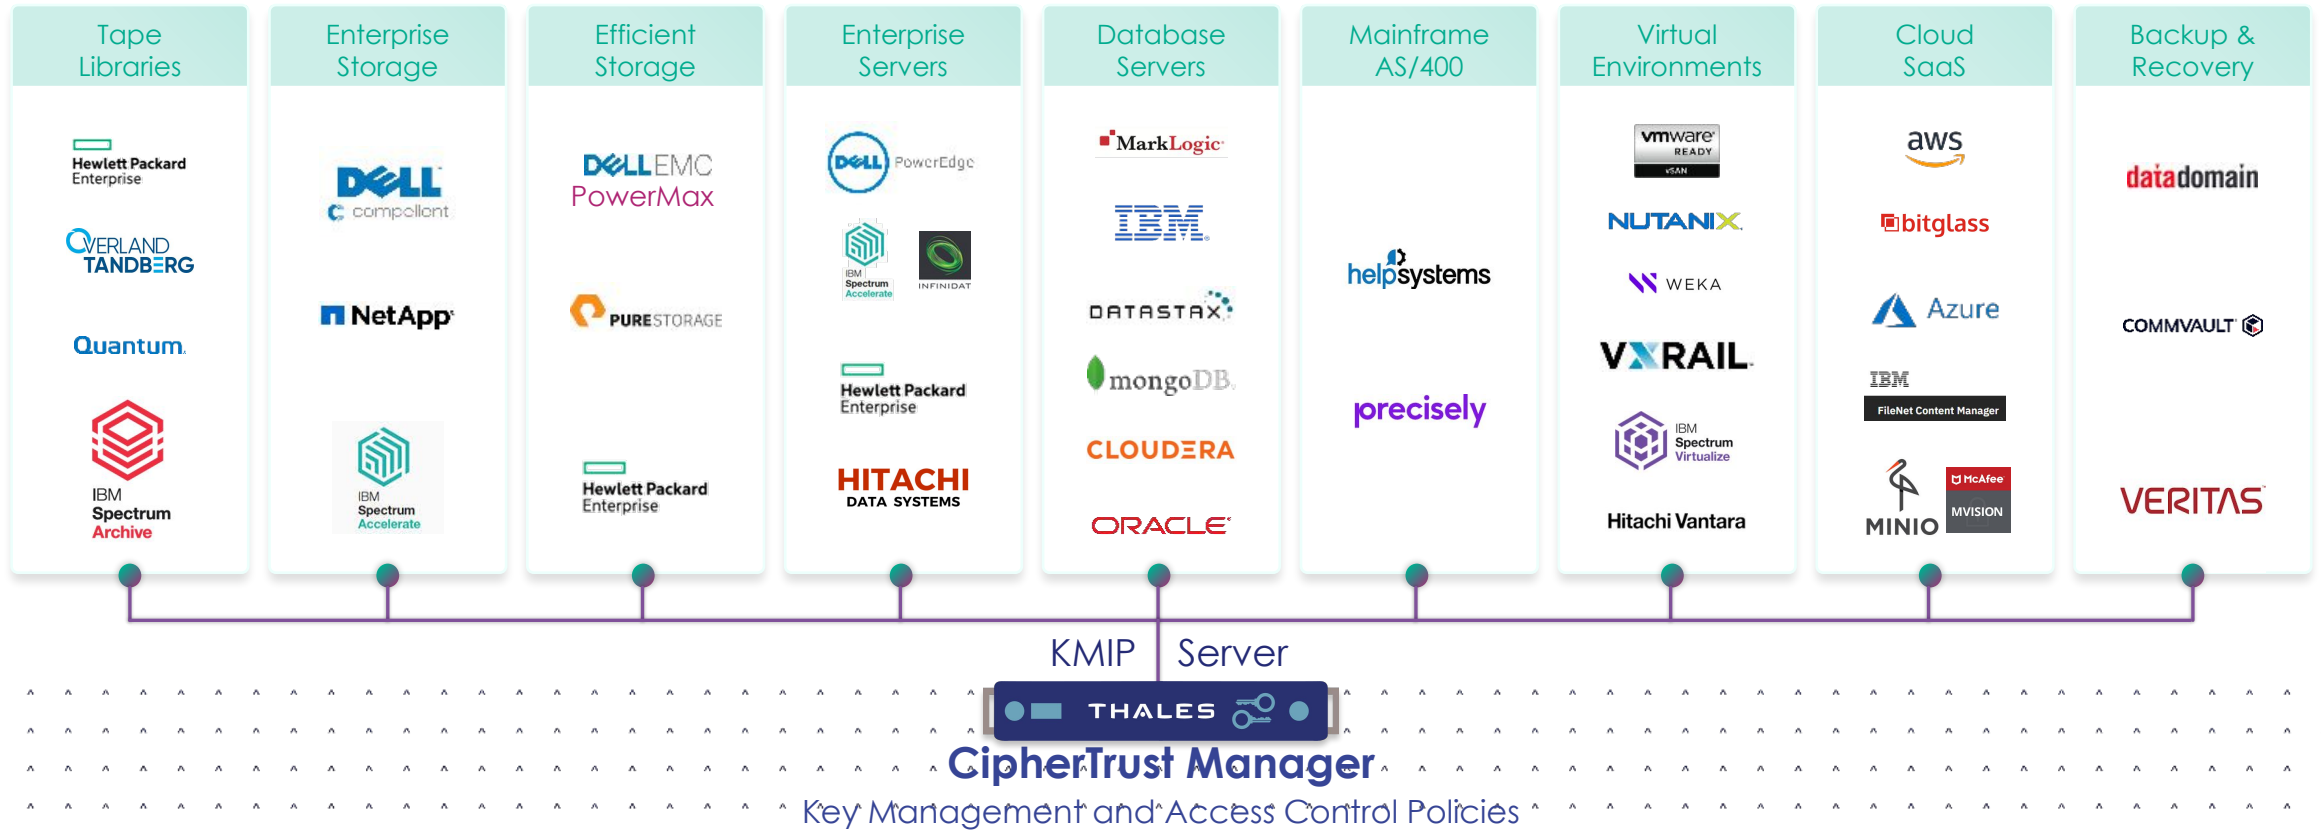 Tape
Libraries
Hewlett Packard
Enterprise
OVERLAND
TANDBERG
Quantum
IBM
Spectrum
Archive
Enterprise
Storage
DELL
compellent
NetApp
IBM
Spectrum
Accelerate
Efficient
Storage
DELL EMC
PowerMax
PURESTORAGE
Hewlett Packard
Enterprise
Enterprise
Servers
DELL PowerEdge
IBM
Spectrum
Accelerate
INFINIDAT
Hewlett Packard
Enterprise
HITACHI
DATA SYSTEMS
Database
Servers
MarkLogic
IBM
DATASTAX
mongoDB
CLOUDERA
ORACLE
Mainframe
AS/400
helpsystems
precisely
Virtual
Environments
vmware
READY
vSAN
NUTANIX
WEKA
VXRAIL
IBM
Spectrum
Virtualize
Hitachi Vantara
Cloud
SaaS
aws
bitglass
Azure
IBM
FileNet Content Manager
MINIO
McAfee
MVISION
Backup &
Recovery
datadomain
COMMVAULT
VERITAS
KMIP Server
THALES
CipherTrust Manager
Key Management and Access Control Policies